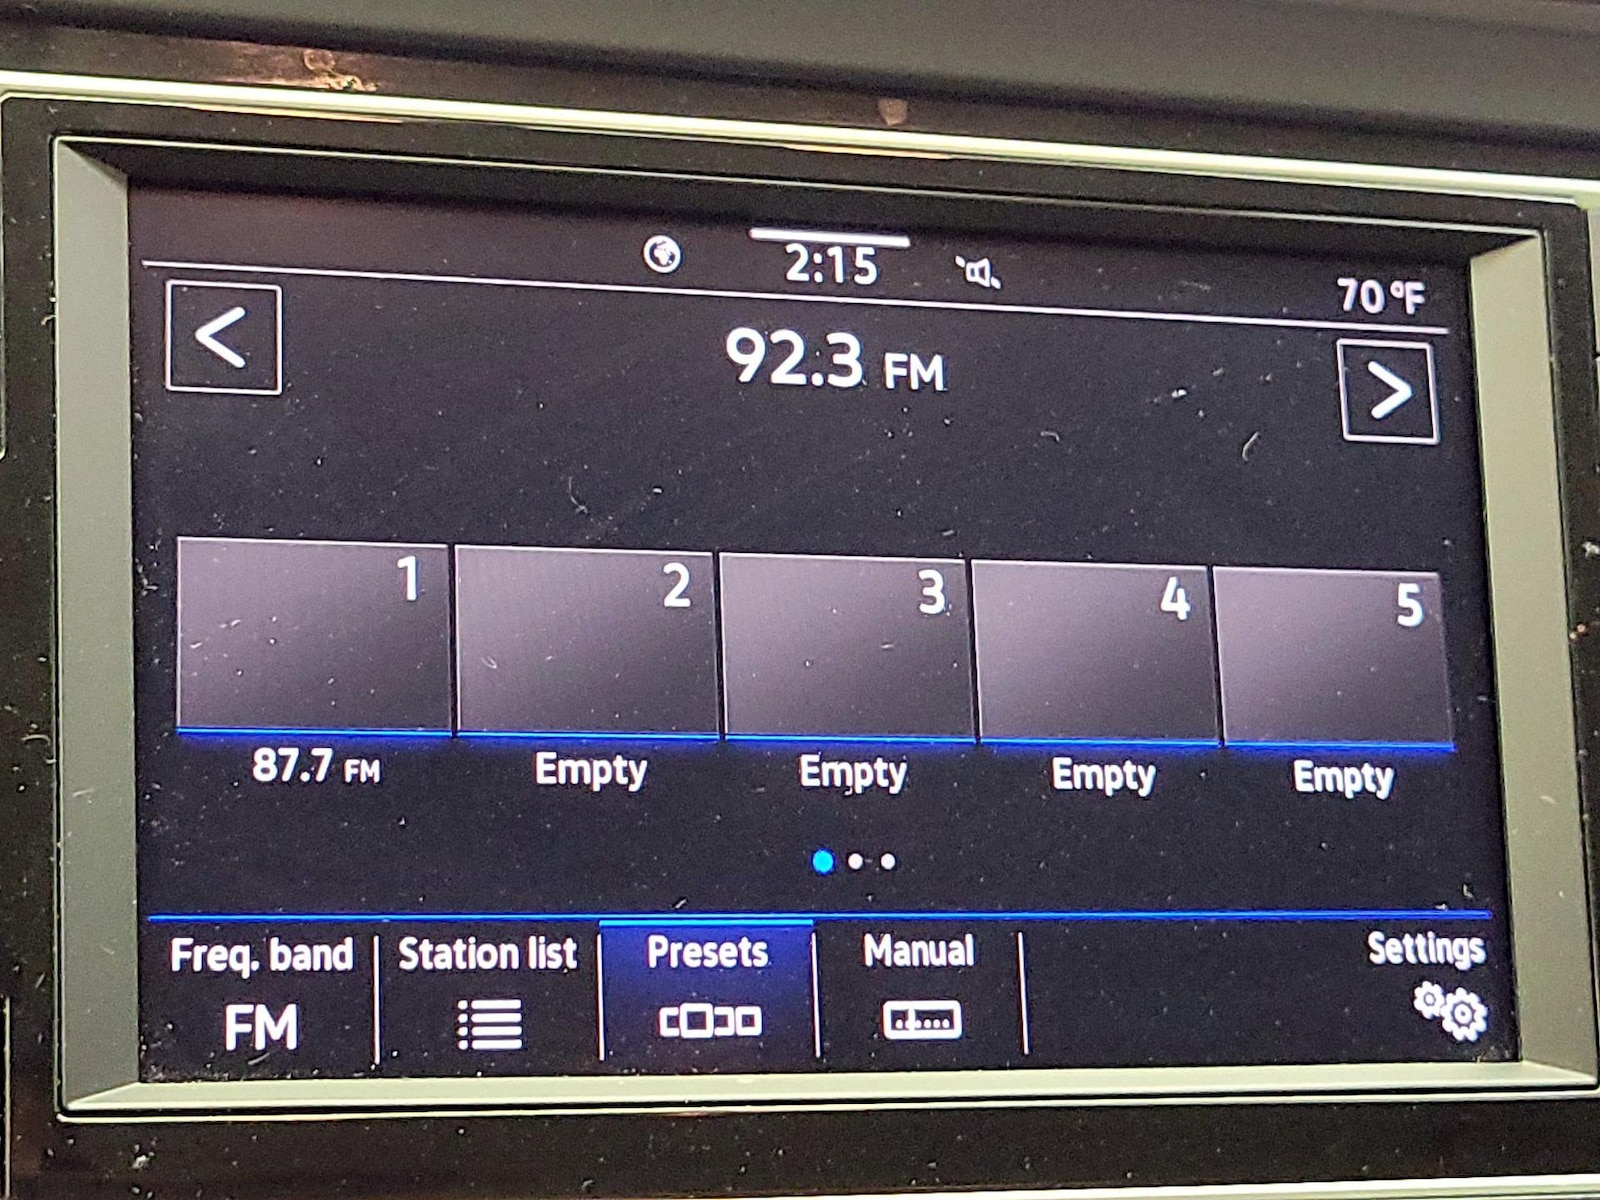 2:15
70 °F
<
92.3 FM
>
1 2 3 4 5
87.7 FM Empty Empty Empty Empty
Freq. band Station list Presets Manual Settings
FM